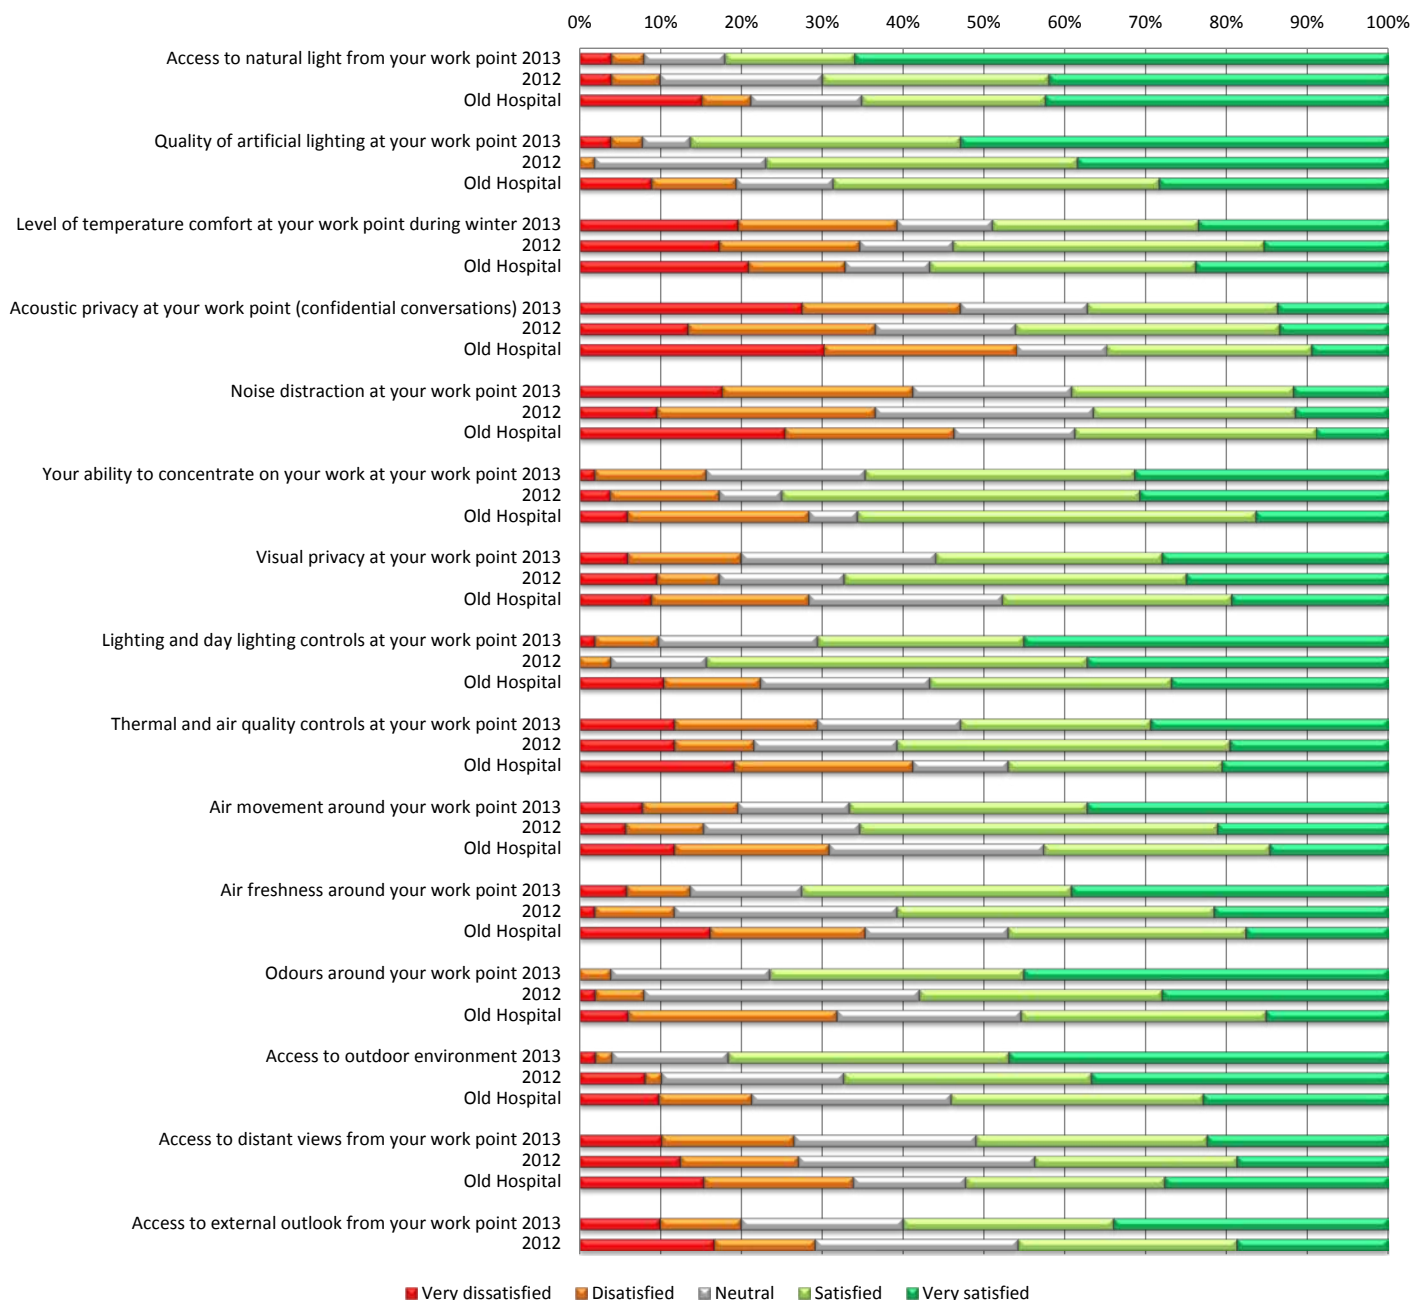 0% 10% 20% 30% 40% 50% 60% 70% 80% 90% 100%
Access to natural light from your work point 2013
2012
Old Hospital
Quality of artificial lighting at your work point 2013
2012
Old Hospital
Level of temperature comfort at your work point during winter 2013
2012
Old Hospital
Acoustic privacy at your work point (confidential conversations) 2013
2012
Old Hospital
Noise distraction at your work point 2013
2012
Old Hospital
Your ability to concentrate on your work at your work point 2013
2012
Old Hospital
Visual privacy at your work point 2013
2012
Old Hospital
Lighting and day lighting controls at your work point 2013
2012
Old Hospital
Thermal and air quality controls at your work point 2013
2012
Old Hospital
Air movement around your work point 2013
2012
Old Hospital
Air freshness around your work point 2013
2012
Old Hospital
Odours around your work point 2013
2012
Old Hospital
Access to outdoor environment 2013
2012
Old Hospital
Access to distant views from your work point 2013
2012
Old Hospital
Access to external outlook from your work point 2013
2012
Very dissatisfied Disatisfied Neutral Satisfied Very satisfied